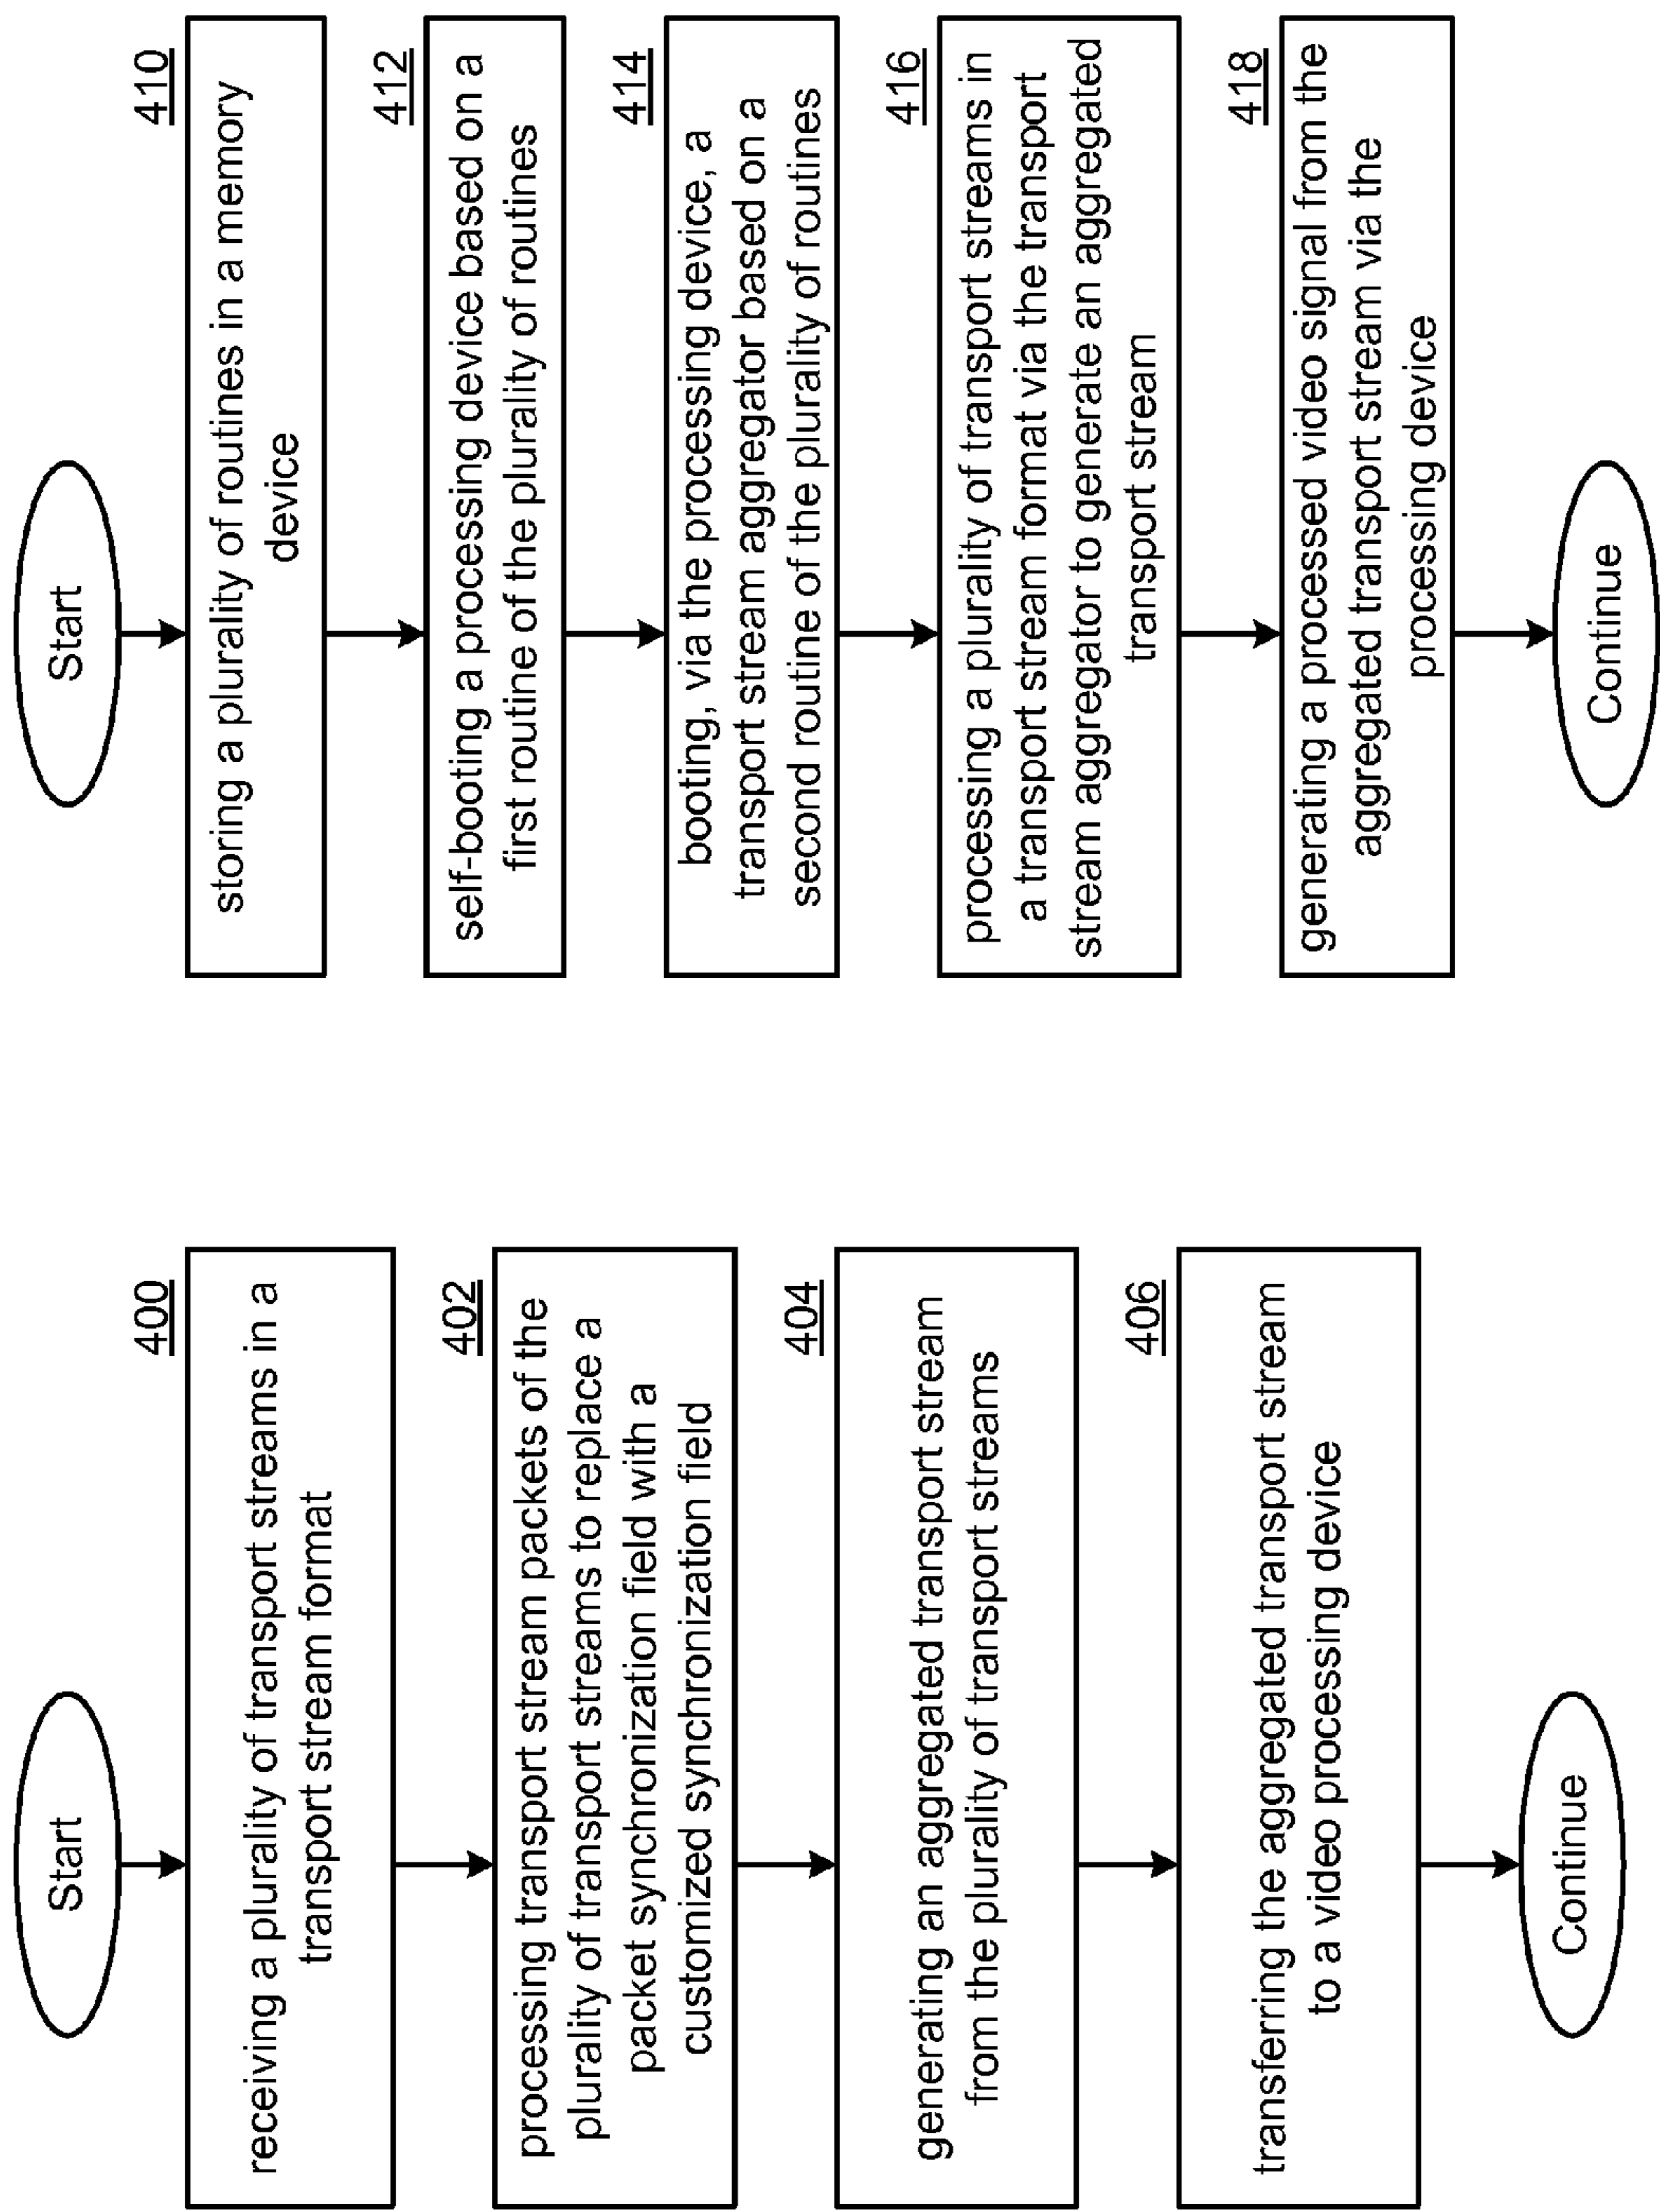 Start
400
receiving a plurality of transport streams in a
transport stream format
402
processing transport stream packets of the
plurality of transport streams to replace a
packet synchronization field with a
customized synchronization field
404
generating an aggregated transport stream
from the plurality of transport streams
406
transferring the aggregated transport stream
to a video processing device
Continue
Start
410
storing a plurality of routines in a memory
device
412
self-booting a processing device based on a
first routine of the plurality of routines
414
booting, via the processing device, a
transport stream aggregator based on a
second routine of the plurality of routines
416
processing a plurality of transport streams in
a transport stream format via the transport
stream aggregator to generate an aggregated
transport stream
418
generating a processed video signal from the
aggregated transport stream via the
processing device
Continue